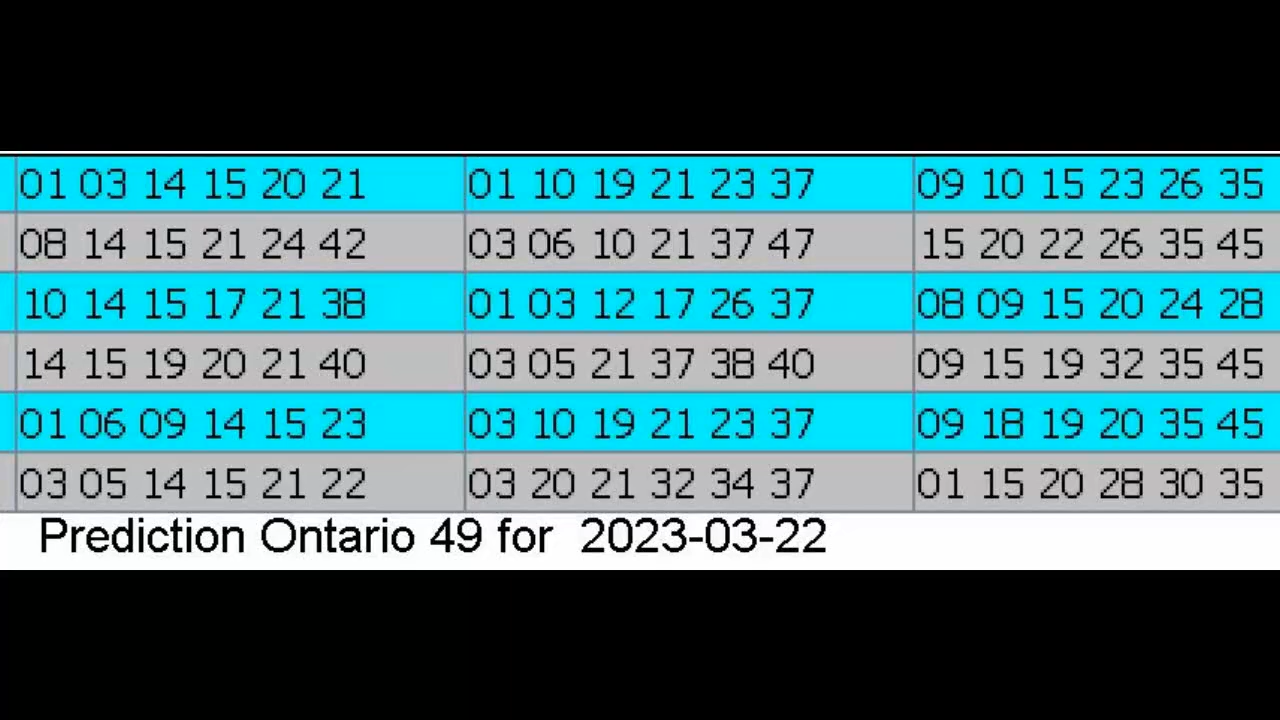 01 03 14 15 20 21 01 10 19 21 23 37 09 10 15 23 26 35
08 14 15 21 24 42 03 06 10 21 37 47 15 20 22 26 35 45
10 14 15 17 21 38 01 03 12 17 26 37 08 09 15 20 24 28
14 15 19 20 21 40 03 05 21 37 38 40 09 15 19 32 35 45
01 06 09 14 15 23 03 10 19 21 23 37 09 18 19 20 35 45
03 05 14 15 21 22 03 20 21 32 34 37 01 15 20 28 30 35
Prediction Ontario 49 for 2023-03-22